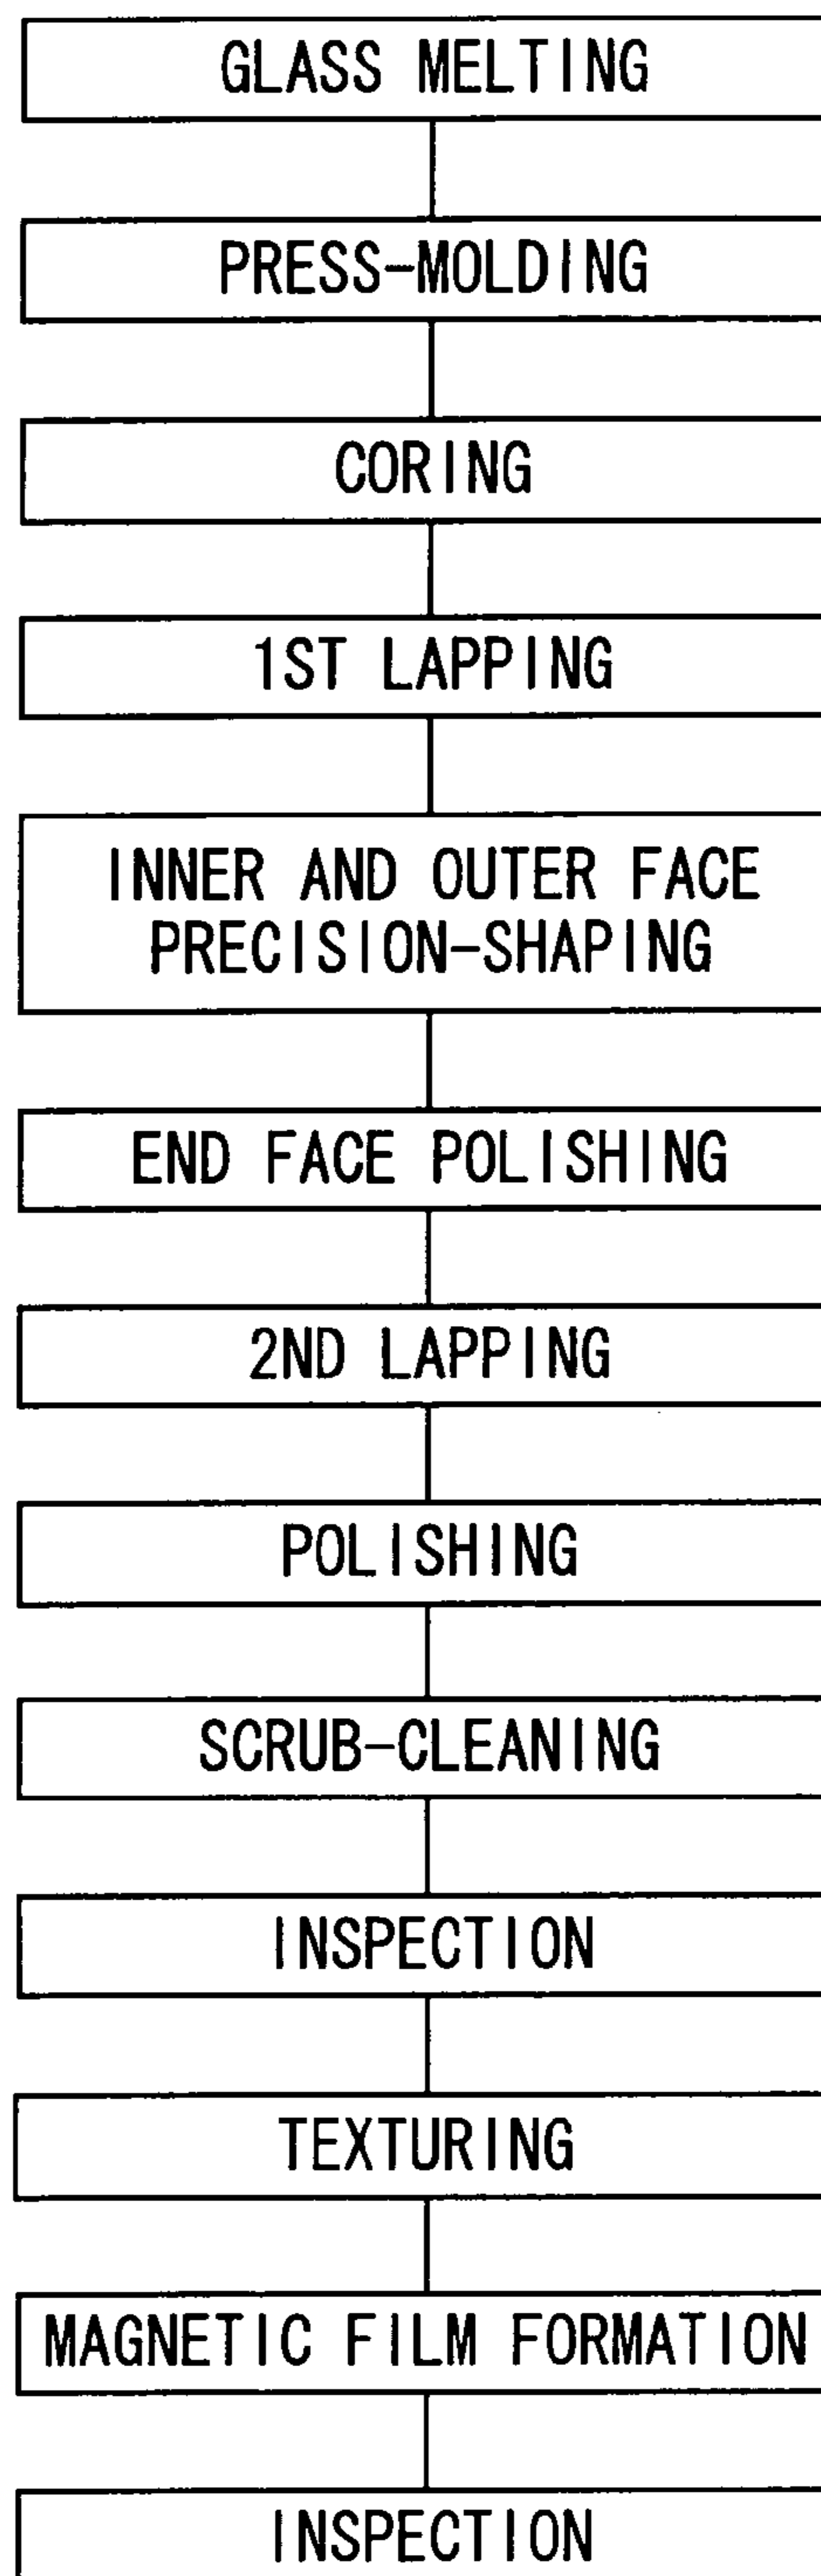 GLASS MELTING
PRESS-MOLDING
CORING
1ST LAPPING
INNER AND OUTER FACE
PRECISION-SHAPING
END FACE POLISHING
2ND LAPPING
POLISHING
SCRUB-CLEANING
INSPECTION
TEXTURING
MAGNETIC FILM FORMATION
INSPECTION